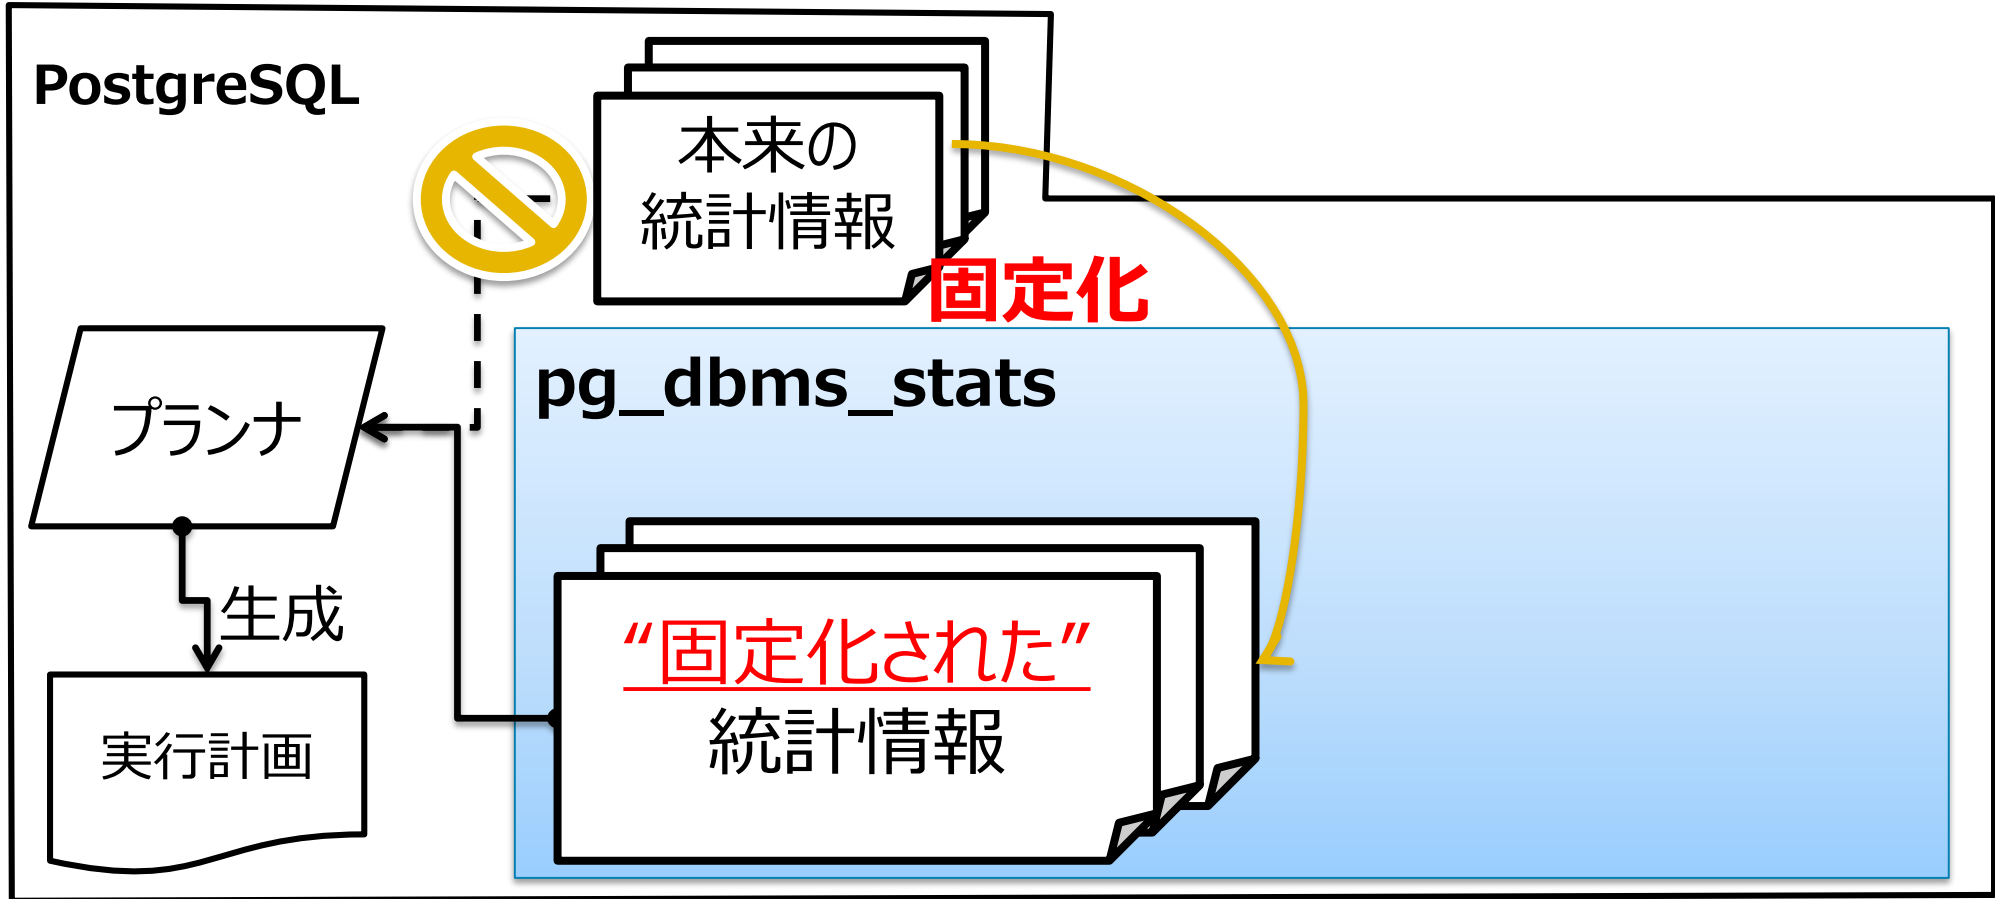 PostgreSQL
本来の
統計情報
固定化
pg_dbms_stats
プランナ
生成
“固定化された”
統計情報
実行計画